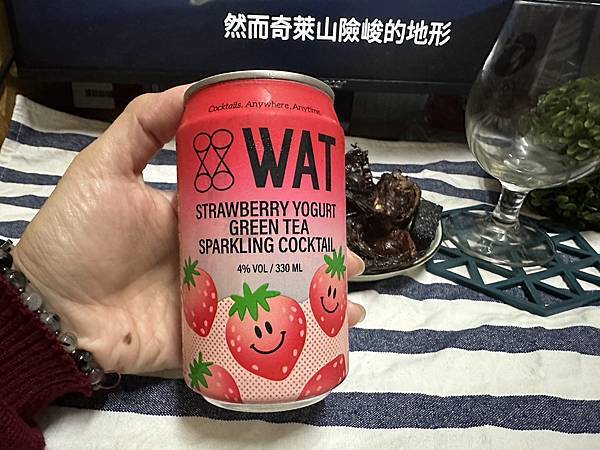 然而奇萊山險峻的地形
Cocktails. Anywhere. Anytime.
WAT
STRAWBERRY YOGURT
GREEN TEA
SPARKLING COCKTAIL
4% VOL / 330 ML